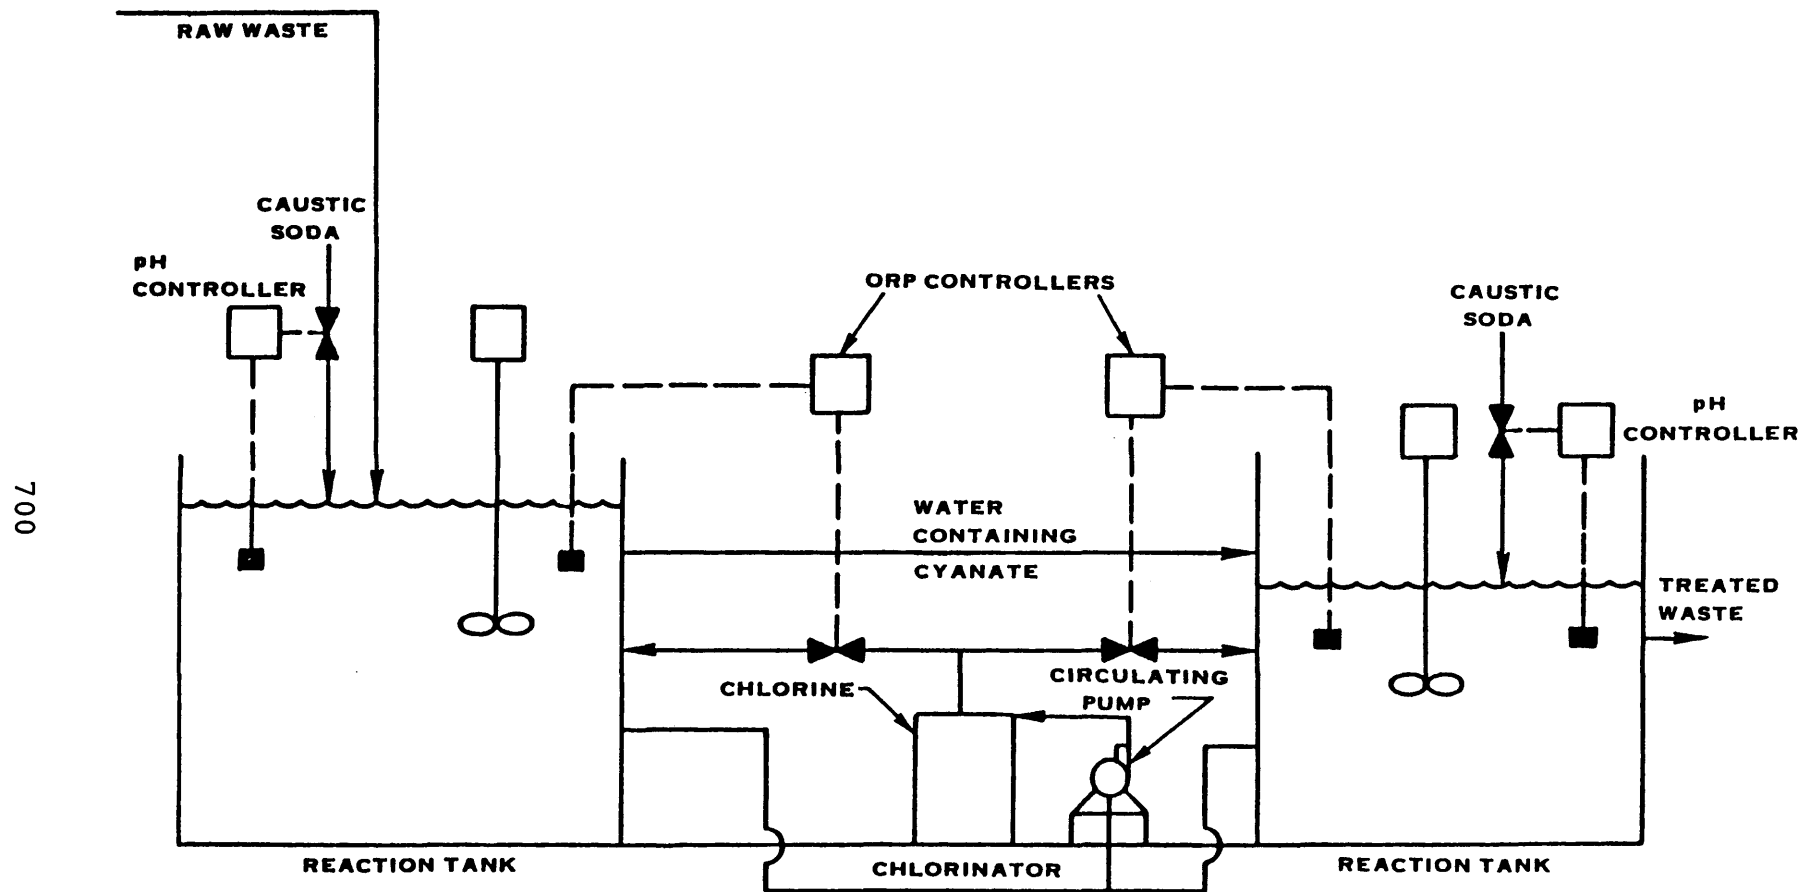 RAW WASTE
CAUSTIC
SODA
pH
CONTROLLER
ORP CONTROLLERS
CAUSTIC
SODA
pH
CONTROLLER
WATER
CONTAINING
CYANATE
TREATED
WASTE
CHLORINE
CIRCULATING
PUMP
REACTION TANK
CHLORINATOR
REACTION TANK
700